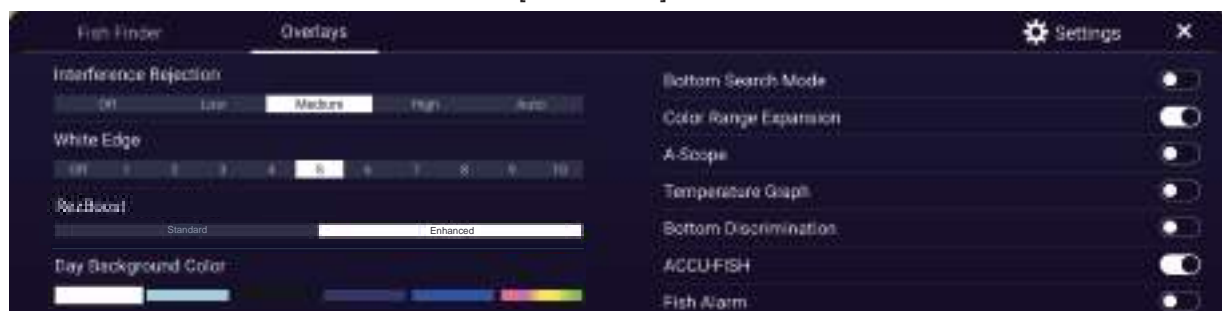 Fish Finder Overlays Settings
Interference Rejection
Off Low Medium High Auto
White Edge
Off 1 2 3 4 5 6 7 8 9 10
RezBoost
Standard Enhanced
Day Background Color
Bottom Search Mode
Color Range Expansion
A-Scope
Temperature Graph
Bottom Discrimination
ACCU-FISH
Fish Alarm